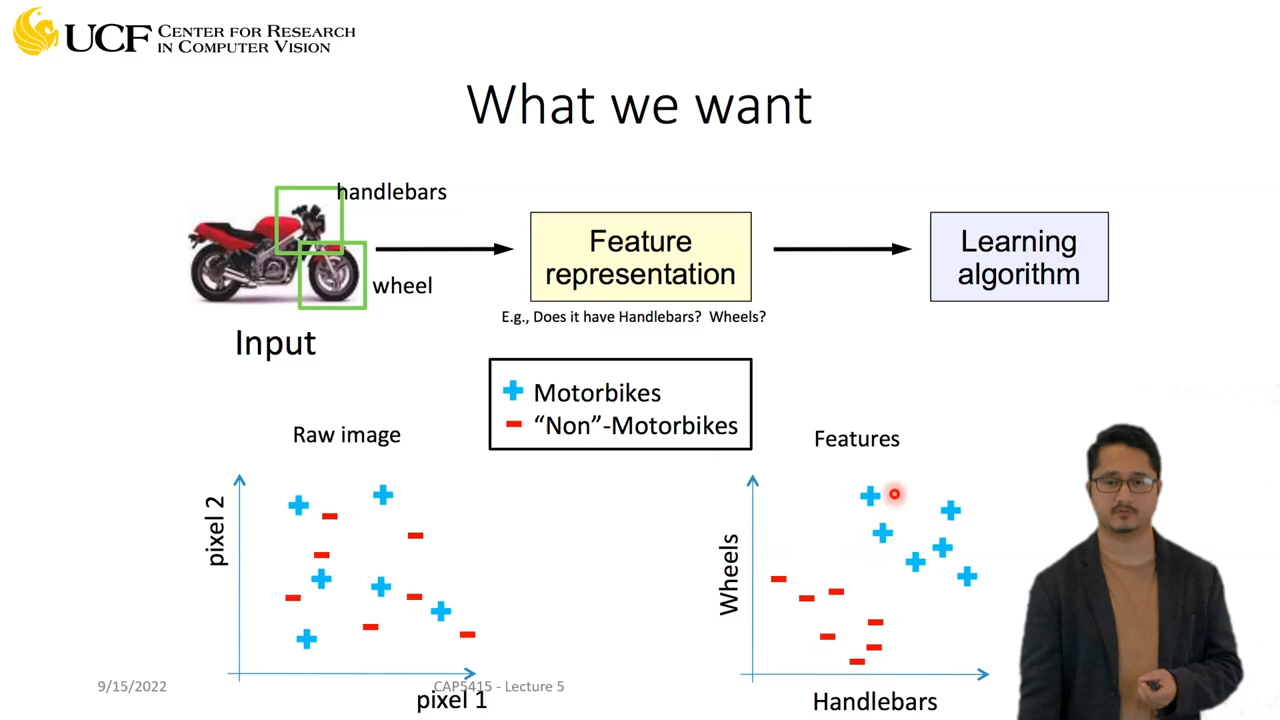 UCF CENTER FOR RESEARCH
IN COMPUTER VISION
What we want
handlebars
wheel
Input
Feature
representation
E.g., Does it have Handlebars? Wheels?
Learning
algorithm
Motorbikes
“Non”-Motorbikes
Raw image
pixel 2
pixel 1
Features
Wheels
Handlebars
9/15/2022
CAP5415 - Lecture 5